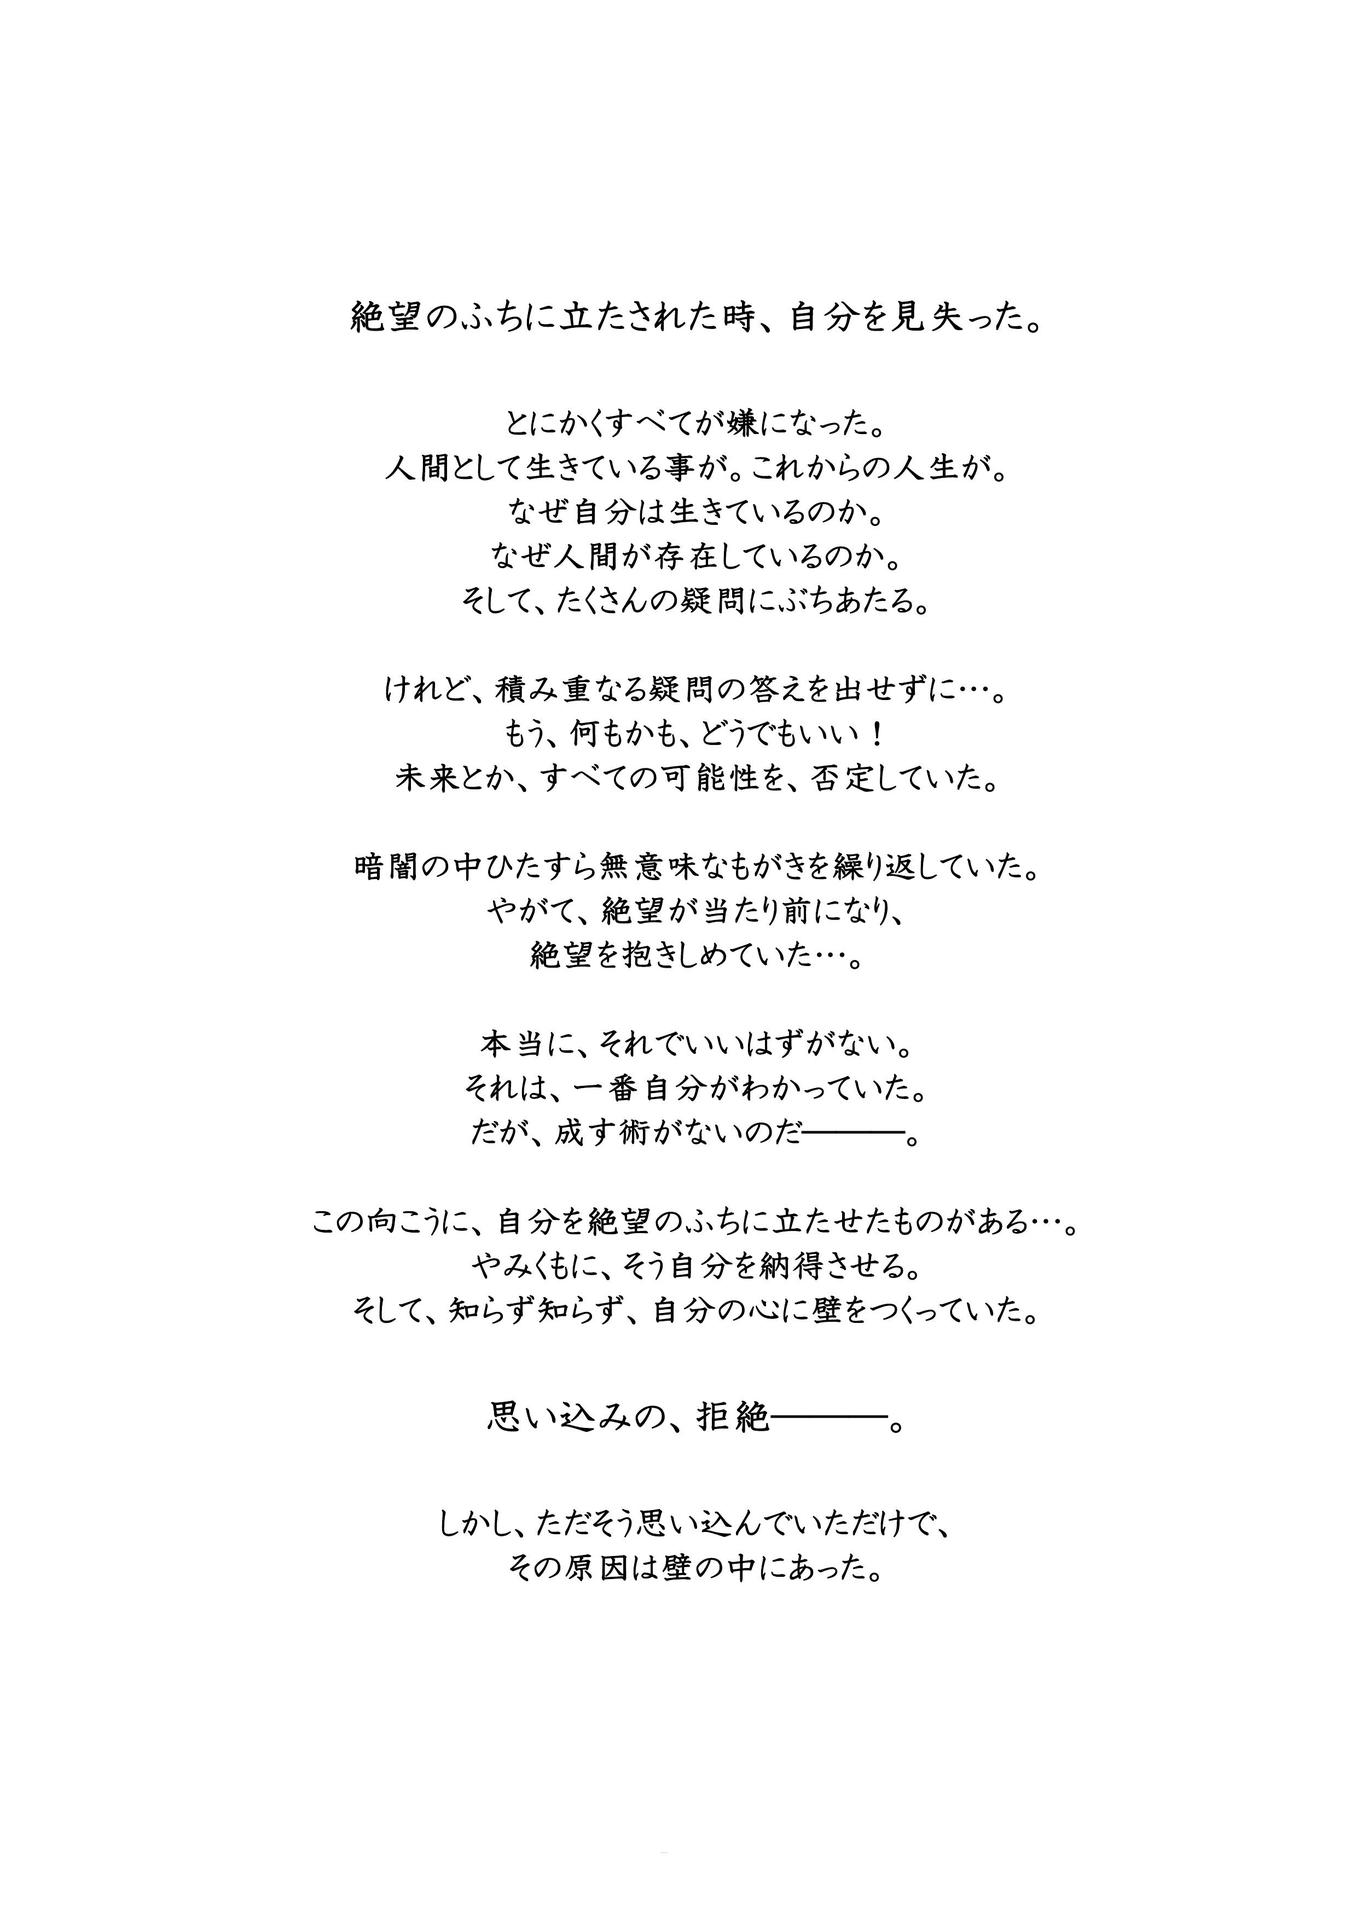 絶望のふちに立たされた時、自分を見失った。
とにかくすべてが嫌になった。
人間として生きている事が。これからの人生が。
なぜ自分は生きているのか。
なぜ人間が存在しているのか。
そして、たくさんの疑問にぶちあたる。
けれど、積み重なる疑問の答えを出せずに…。
もう、何もかも、どうでもいい！
未来とか、すべての可能性を、否定していた。
暗闇の中ひたすら無意味なもがきを繰り返していた。
やがて、絶望が当たり前になり、
絶望を抱きしめていた…。
本当に、それでいいはずがない。
それは、一番自分がわかっていた。
だが、成す術がないのだ―――。
この向こうに、自分を絶望のふちに立たせたものがある…。
やみくもに、そう自分を納得させる。
そして、知らず知らず、自分の心に壁をつくっていた。
思い込みの、拒絶―――。
しかし、ただそう思い込んでいただけで、
その原因は壁の中にあった。